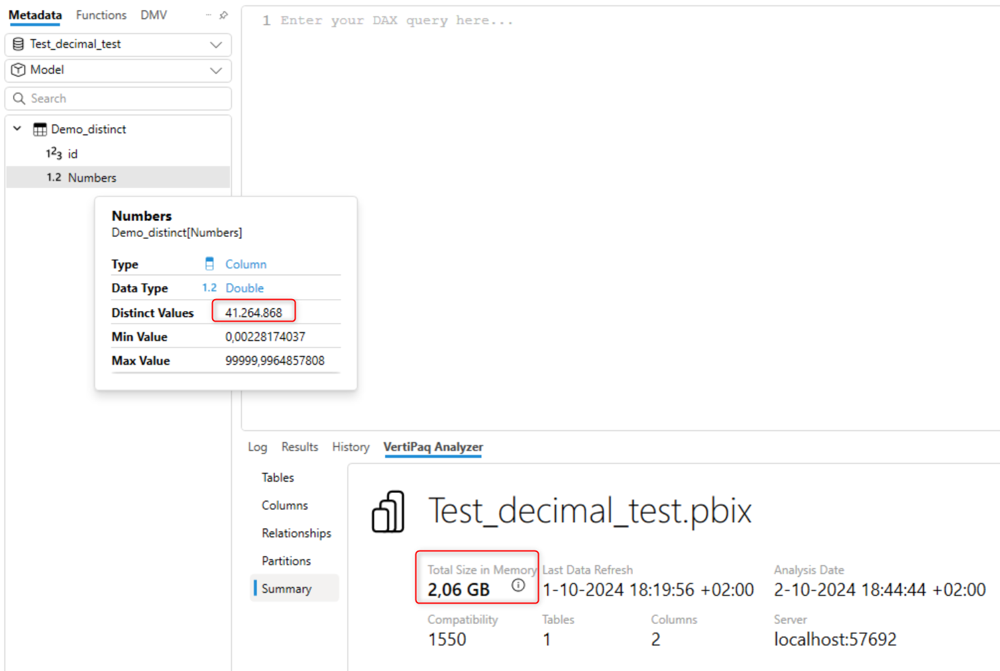 Metadata Functions DMV ...
Test_decimal_test
Model
Search
Demo_distinct
123 id
1.2 Numbers
1 Enter your DAX query here...
Numbers
Demo_distinct[Numbers]
Type Column
Data Type 1.2 Double
Distinct Values 41.264.868
Min Value 0,00228174037
Max Value 99999,9964857808
Log Results History VertiPaq Analyzer
Tables
Columns
Relationships
Partitions
Summary
Test_decimal_test.pbix
Total Size in Memory Last Data Refresh Analysis Date
2,06 GB 1-10-2024 18:19:56 +02:00 2-10-2024 18:44:44 +02:00
Compatibility Tables Columns Server
1550 1 2 localhost:57692